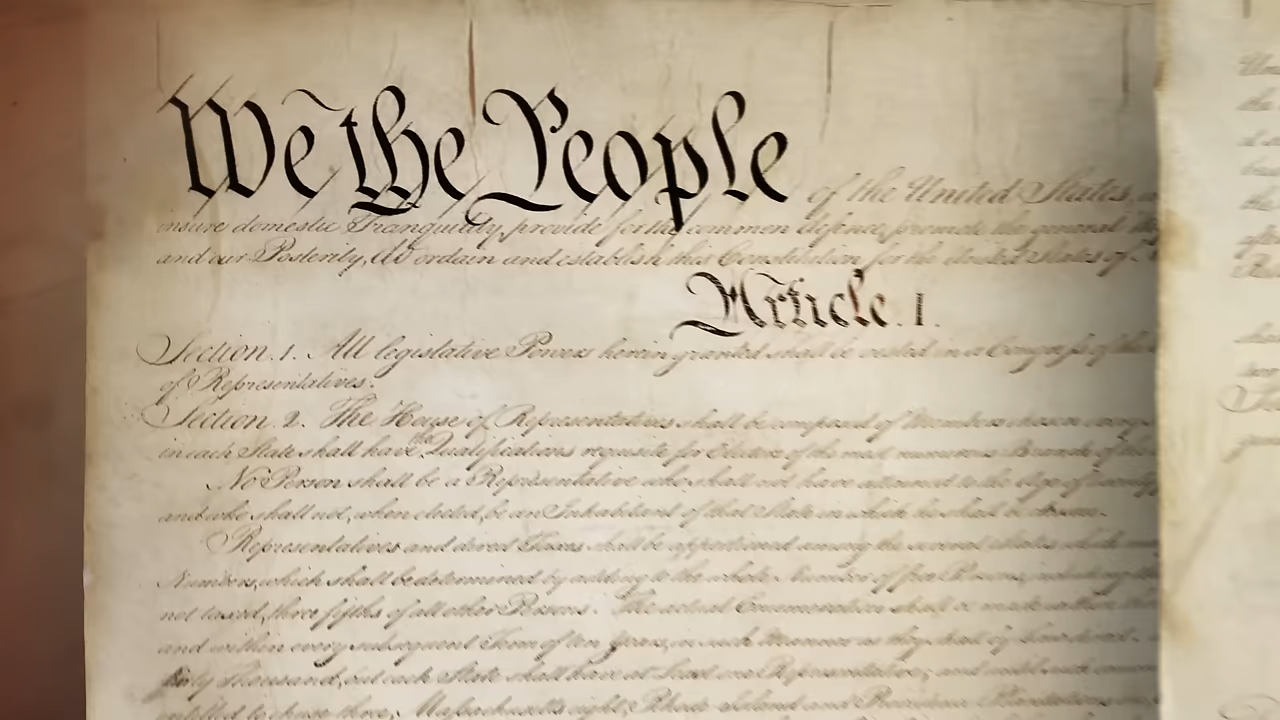 We the People of the United States,
insure domestic Tranquility, provide for the common defence, promote the general
and our Posterity, do ordain and establish this Constitution for the United States of
Article. I.
Section. 1. All legislative Powers herein granted shall be vested in a Congress of the
of Representatives.
Section. 2. The House of Representatives shall be composed of Members chosen every
in each State shall have the Qualifications requisite for Electors of the most numerous Branch of the
No Person shall be a Representative who shall not have attained to the Age of twenty
and who shall not, when elected, be an Inhabitant of that State in which he shall be chosen.
Representatives and direct Taxes shall be apportioned among the several States which
Numbers, which shall be determined by adding to the whole Number of free Persons, including
not taxed, three fifths of all other Persons. The actual Enumeration shall be made within
and within every subsequent Term of ten Years, in such Manner as they shall by Law direct.
thirty Thousand, but each State shall have at Least one Representative; and until such
entitled to chuse three, Massachusetts eight, Rhode Island and Providence Plantations